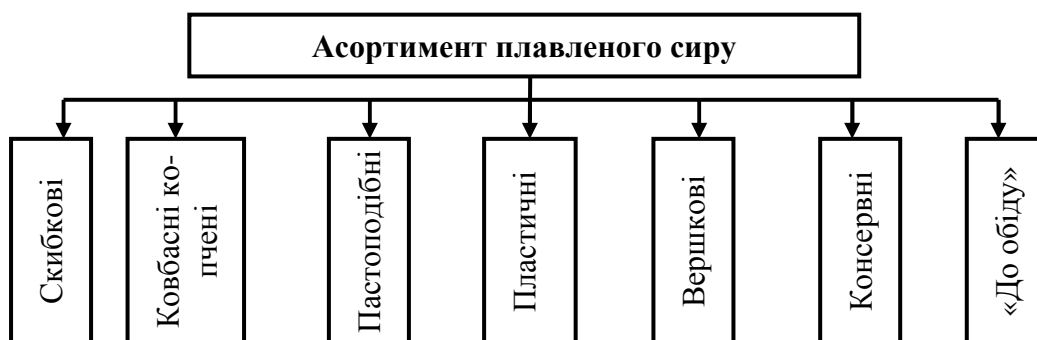 Асортимент плавленого сиру
Скибкові
Ковбасні ко-
пчені
Пастоподібні
Пластичні
Вершкові
Консервні
«До обіду»